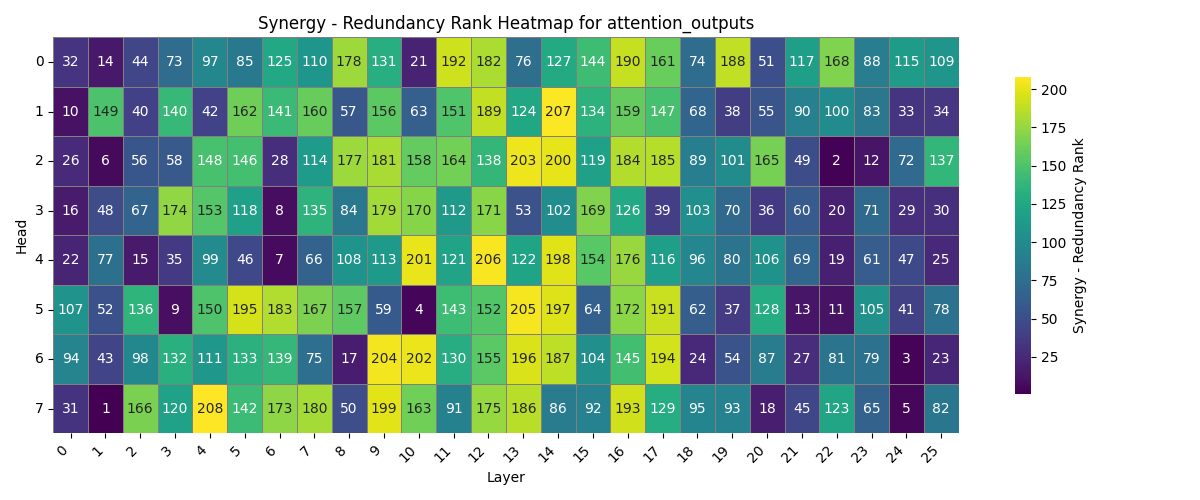 Synergy - Redundancy Rank Heatmap for attention_outputs
0 32 14 44 73 97 85 125 110 178 131 21 192 182 76 127 144 190 161 74 188 51 117 168 88 115 109
1 10 149 40 140 42 162 141 160 57 156 63 151 189 124 207 134 159 147 68 38 55 90 100 83 33 34
2 26 6 56 58 148 146 28 114 177 181 158 164 138 203 200 119 184 185 89 101 165 49 2 12 72 137
3 16 48 67 174 153 118 8 135 84 179 170 112 171 53 102 169 126 39 103 70 36 60 20 71 29 30
4 22 77 15 35 99 46 7 66 108 113 201 121 206 122 198 154 176 116 96 80 106 69 19 61 47 25
5 107 52 136 9 150 195 183 167 157 59 4 143 152 205 197 64 172 191 62 37 128 13 11 105 41 78
6 94 43 98 132 111 133 139 75 17 204 202 130 155 196 187 104 145 194 24 54 87 27 81 79 3 23
7 31 1 166 120 208 142 173 180 50 199 163 91 175 186 86 92 193 129 95 93 18 45 123 65 5 82
0 1 2 3 4 5 6 7 8 9 10 11 12 13 14 15 16 17 18 19 20 21 22 23 24 25
Layer
Head
200
175
150
125
100
75
50
25
Synergy - Redundancy Rank